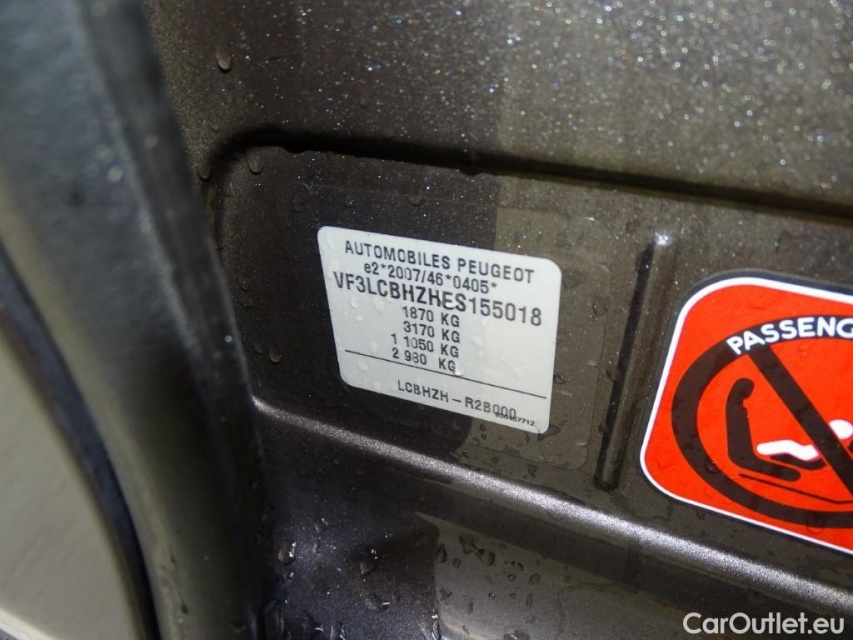 AUTOMOBILES PEUGEOT
e2*2007/46*0405*
VF3LCBHZHES155018
1870 KG
3170 KG
1 1050 KG
2 980 KG
LCBHZH-R2B000
PASSENG
CarOutlet.eu